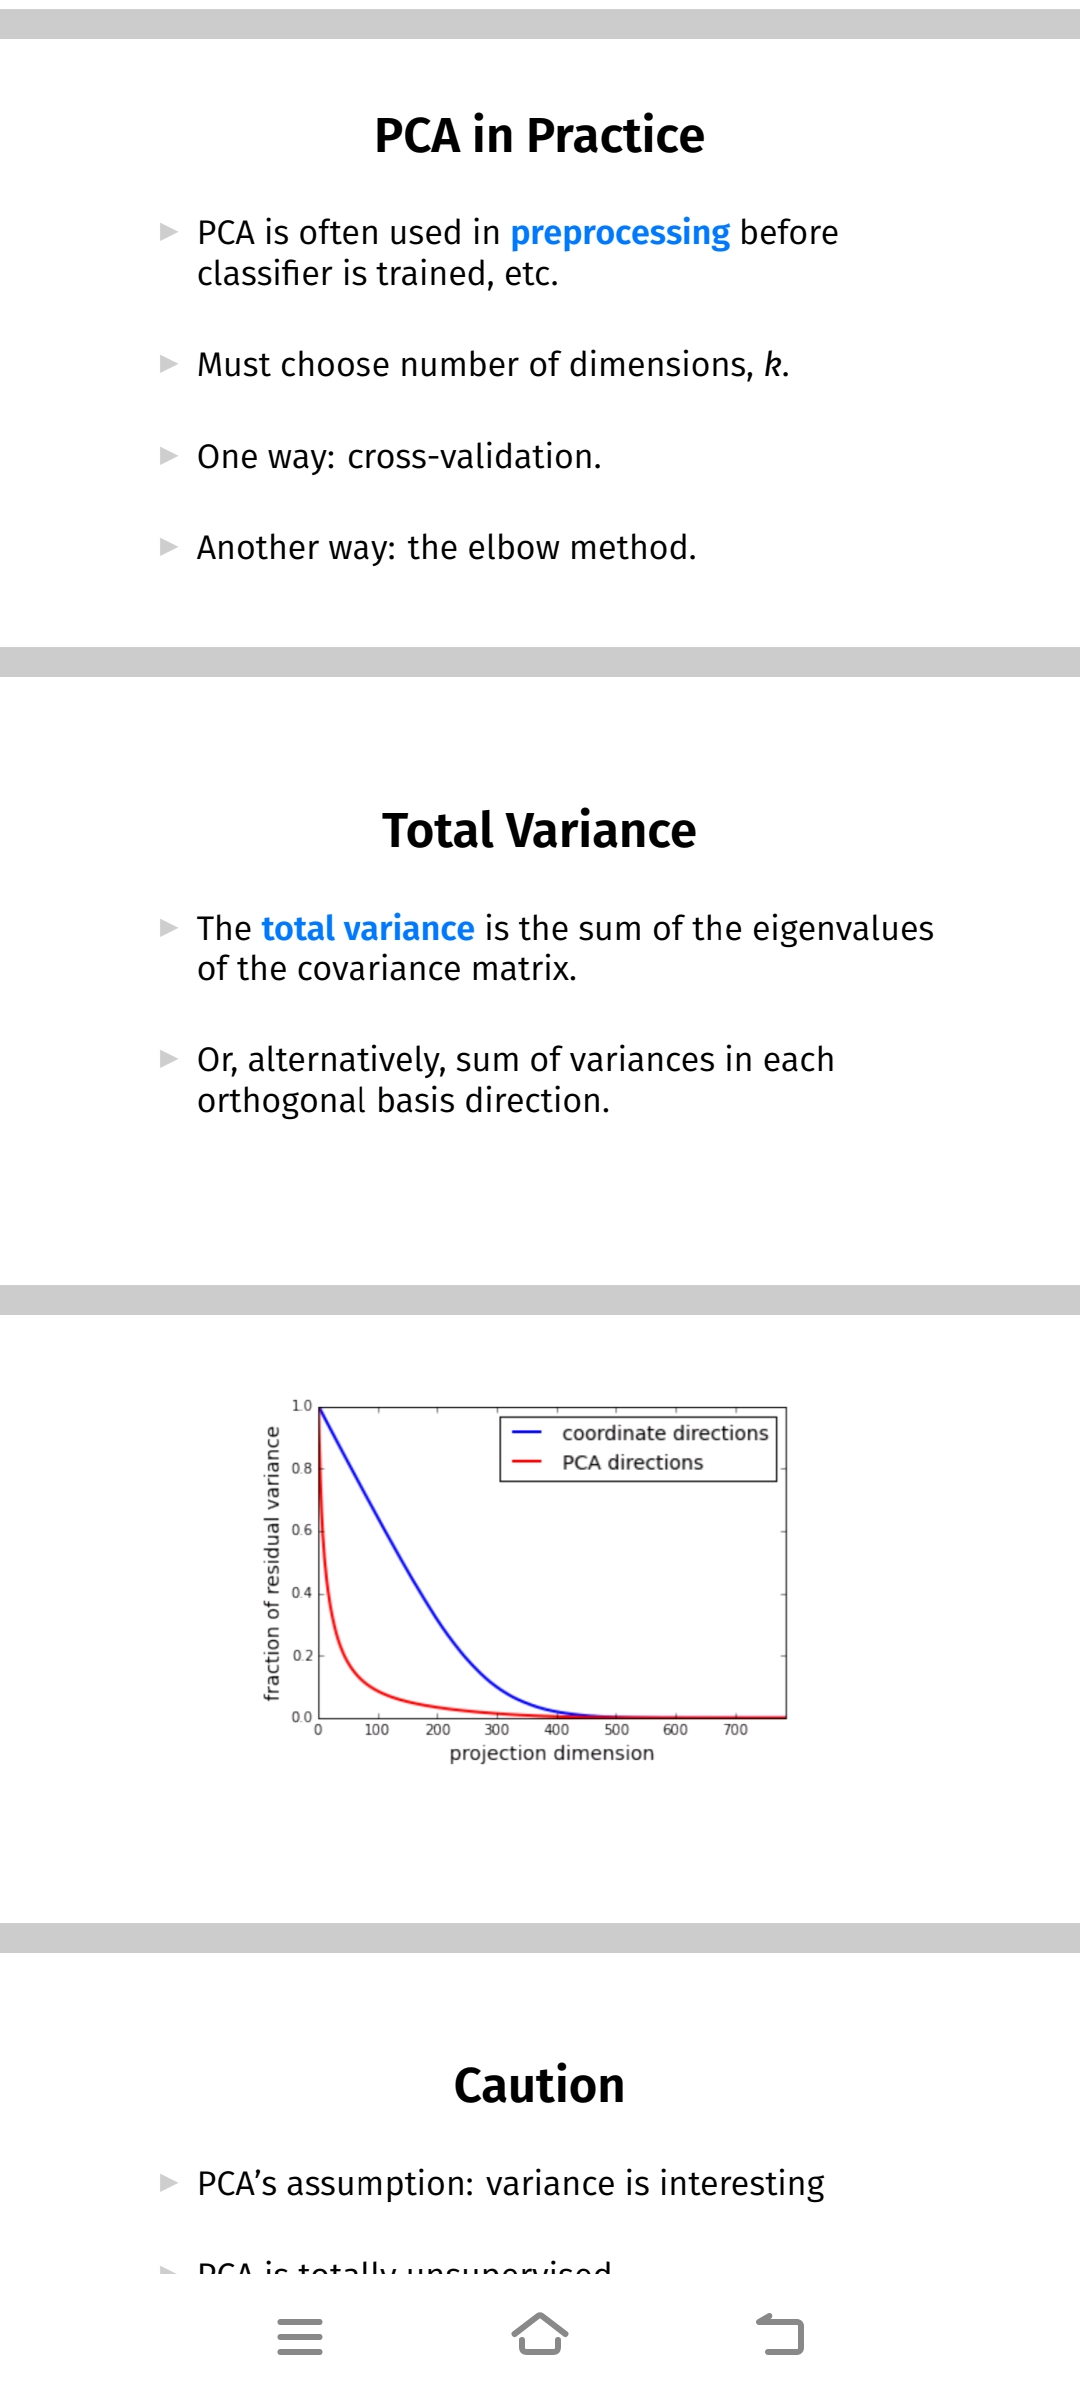 PCA in Practice
▶ PCA is often used in preprocessing before
classifier is trained, etc.
▶ Must choose number of dimensions, k.
▶ One way: cross-validation.
▶ Another way: the elbow method.
Total Variance
▶ The total variance is the sum of the eigenvalues
of the covariance matrix.
▶ Or, alternatively, sum of variances in each
orthogonal basis direction.
fraction of residual variance
1.0
0.8
0.6
0.4
0.2
0.0
coordinate directions
PCA directions
0 100 200 300 400 500 600 700
projection dimension
Caution
▶ PCA’s assumption: variance is interesting
▶ PCA is totally unsupervised